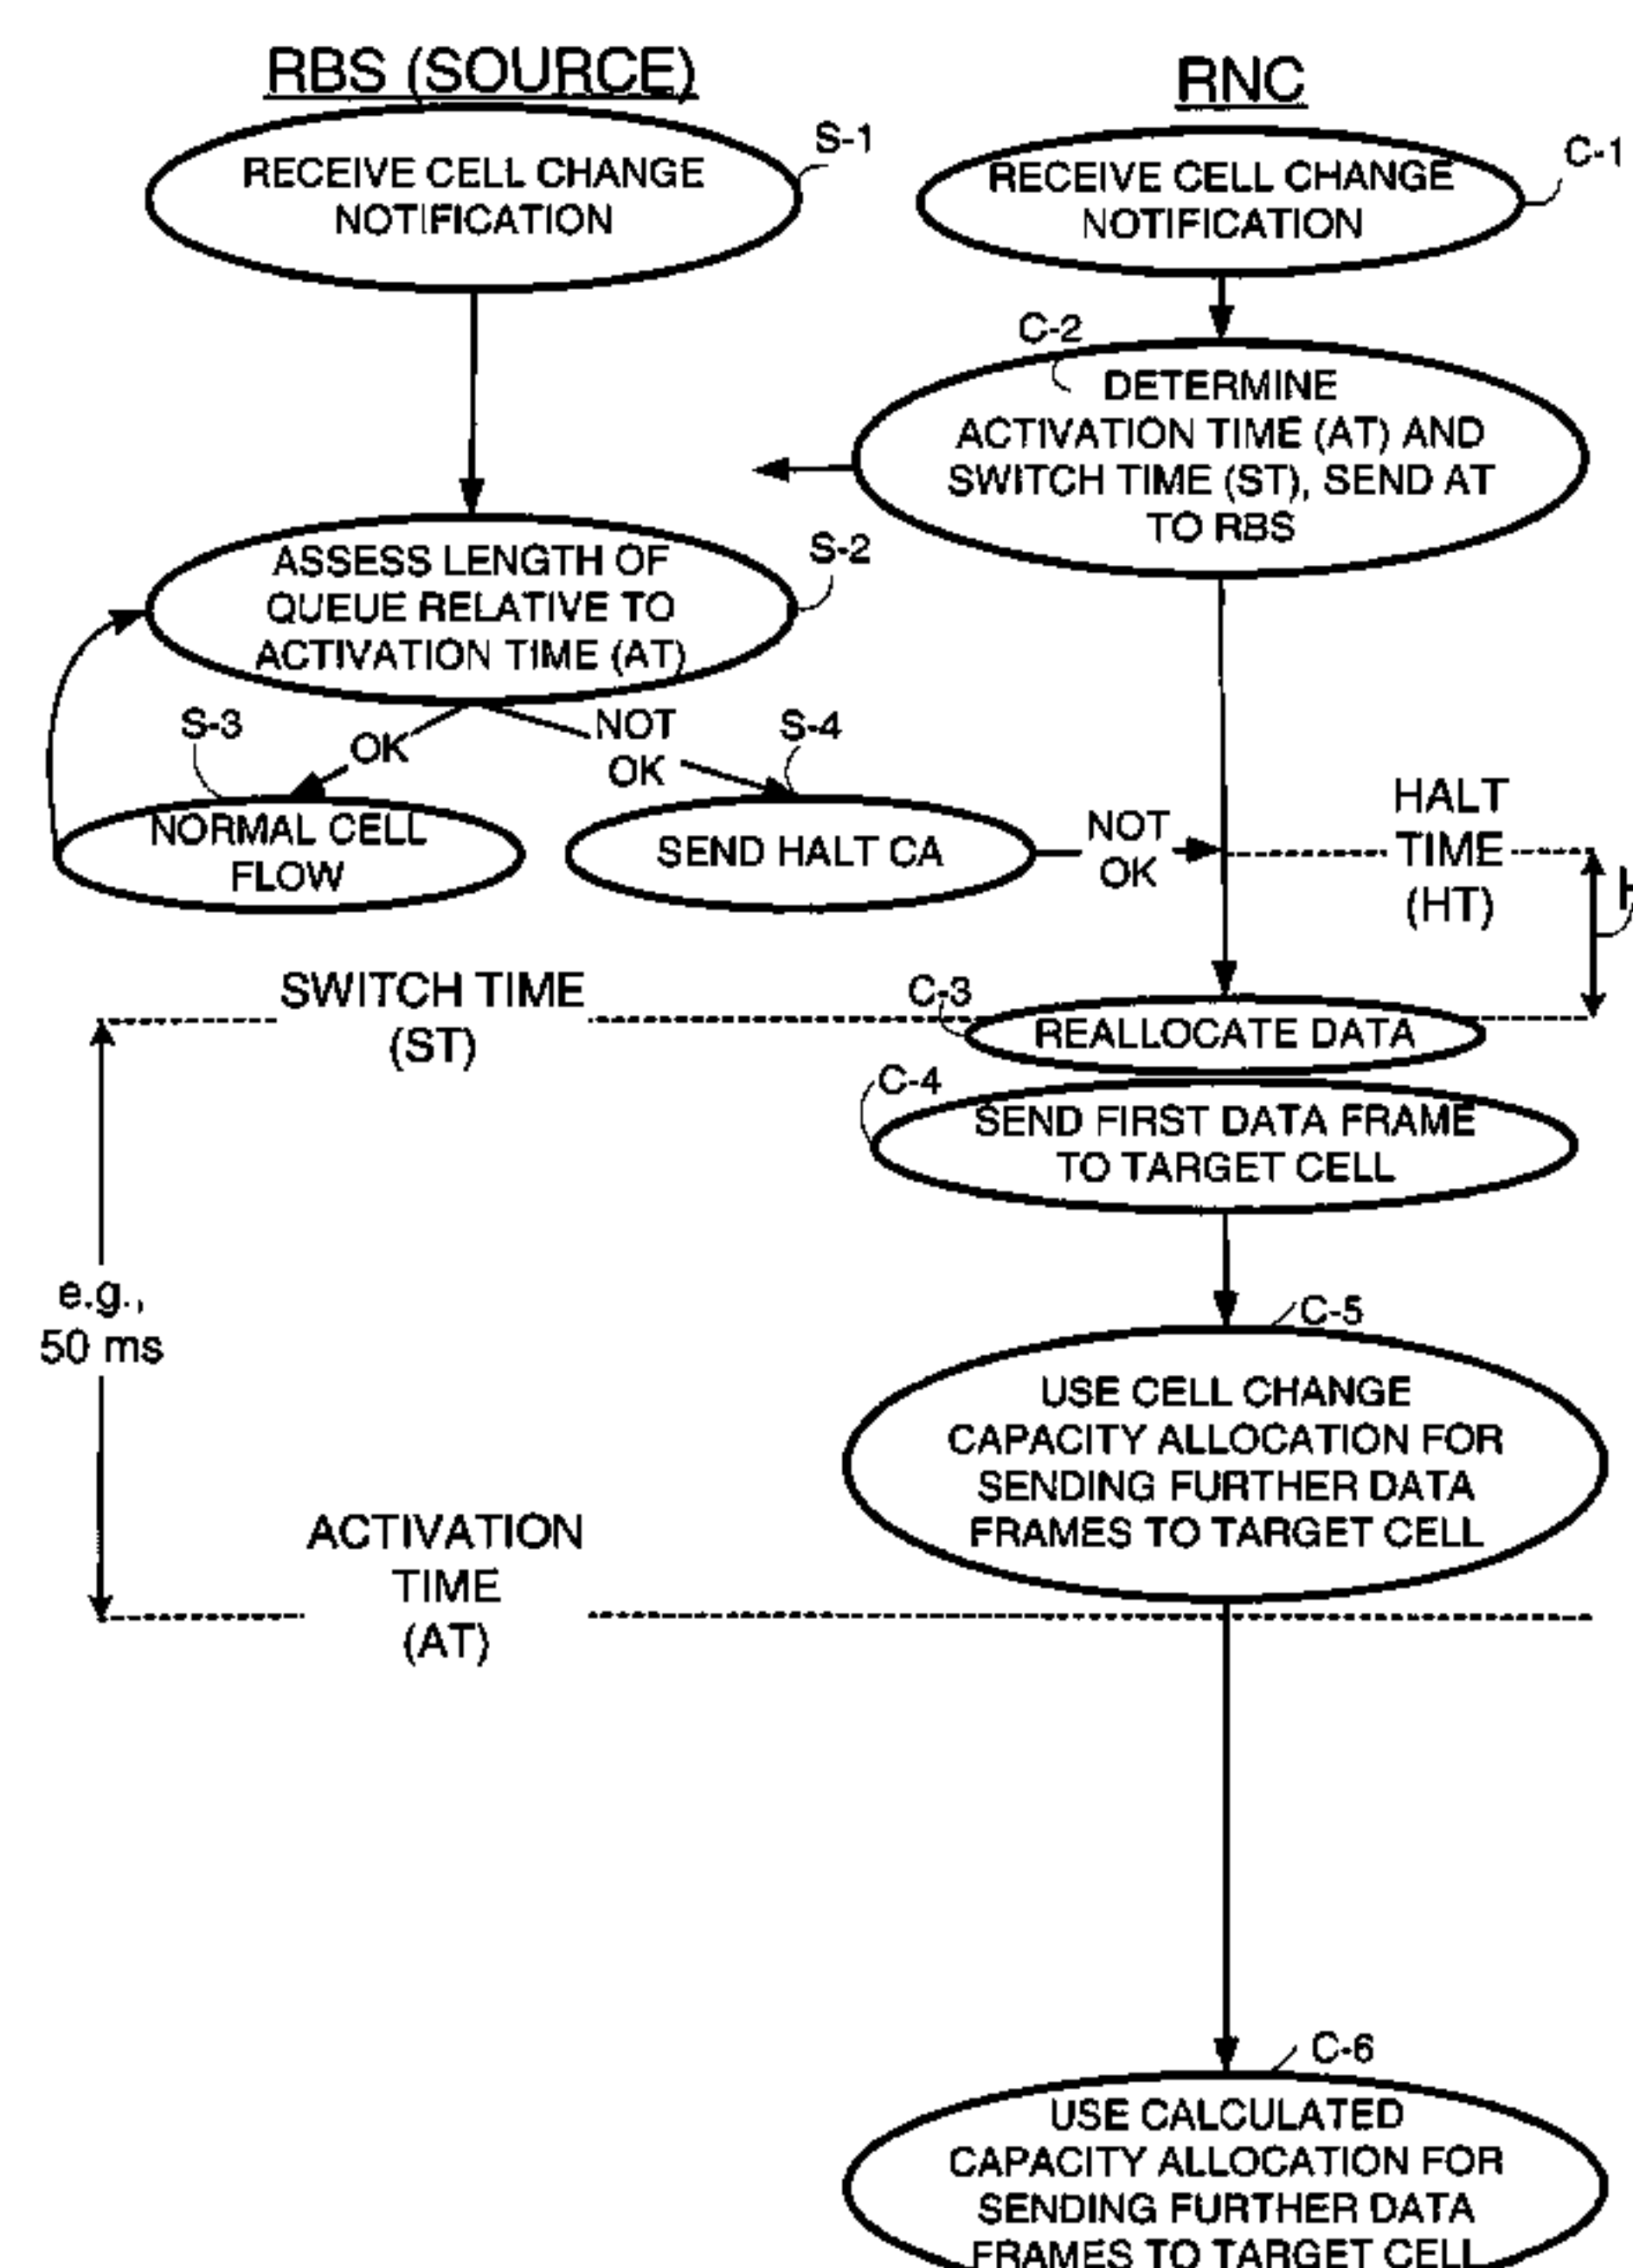 RBS (SOURCE)
RNC
RECEIVE CELL CHANGE
NOTIFICATION
S-1
RECEIVE CELL CHANGE
NOTIFICATION
C-1
C-2
DETERMINE
ACTIVATION TIME (AT) AND
SWITCH TIME (ST), SEND AT
TO RBS
ASSESS LENGTH OF
QUEUE RELATIVE TO
ACTIVATION TIME (AT)
S-2
S-3
OK
NOT
OK
S-4
NORMAL CELL
FLOW
SEND HALT CA
NOT
OK
HALT
TIME
(HT)
H
SWITCH TIME
(ST)
C-3
REALLOCATE DATA
C-4
SEND FIRST DATA FRAME
TO TARGET CELL
e.g.,
50 ms
C-5
USE CELL CHANGE
CAPACITY ALLOCATION FOR
SENDING FURTHER DATA
FRAMES TO TARGET CELL
ACTIVATION
TIME
(AT)
C-6
USE CALCULATED
CAPACITY ALLOCATION FOR
SENDING FURTHER DATA
FRAMES TO TARGET CELL